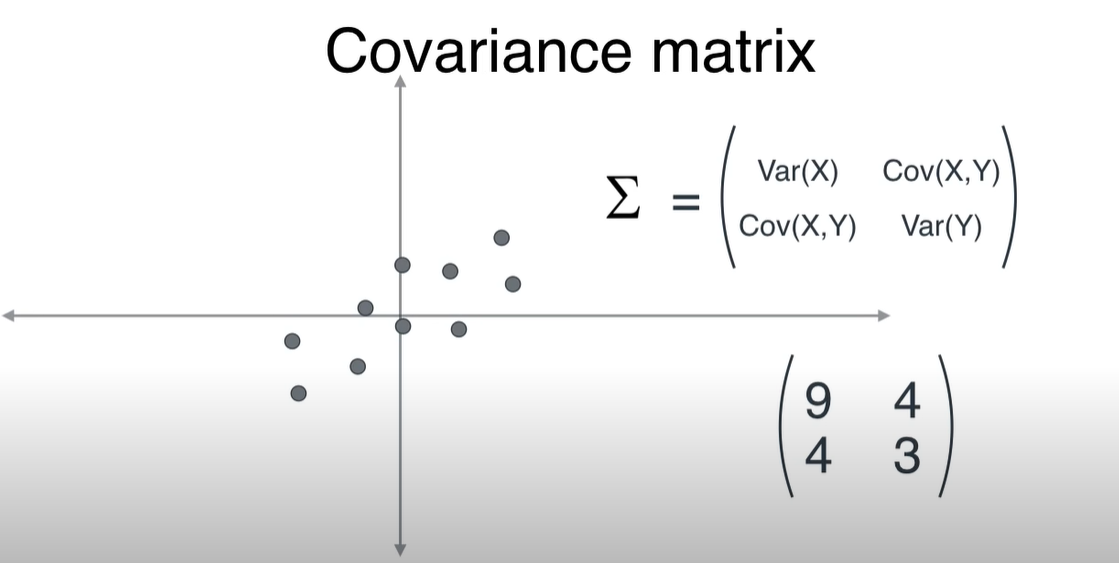 Covariance matrix
Σ = ( Var(X) Cov(X,Y)
Cov(X,Y) Var(Y) )
( 9 4
4 3 )